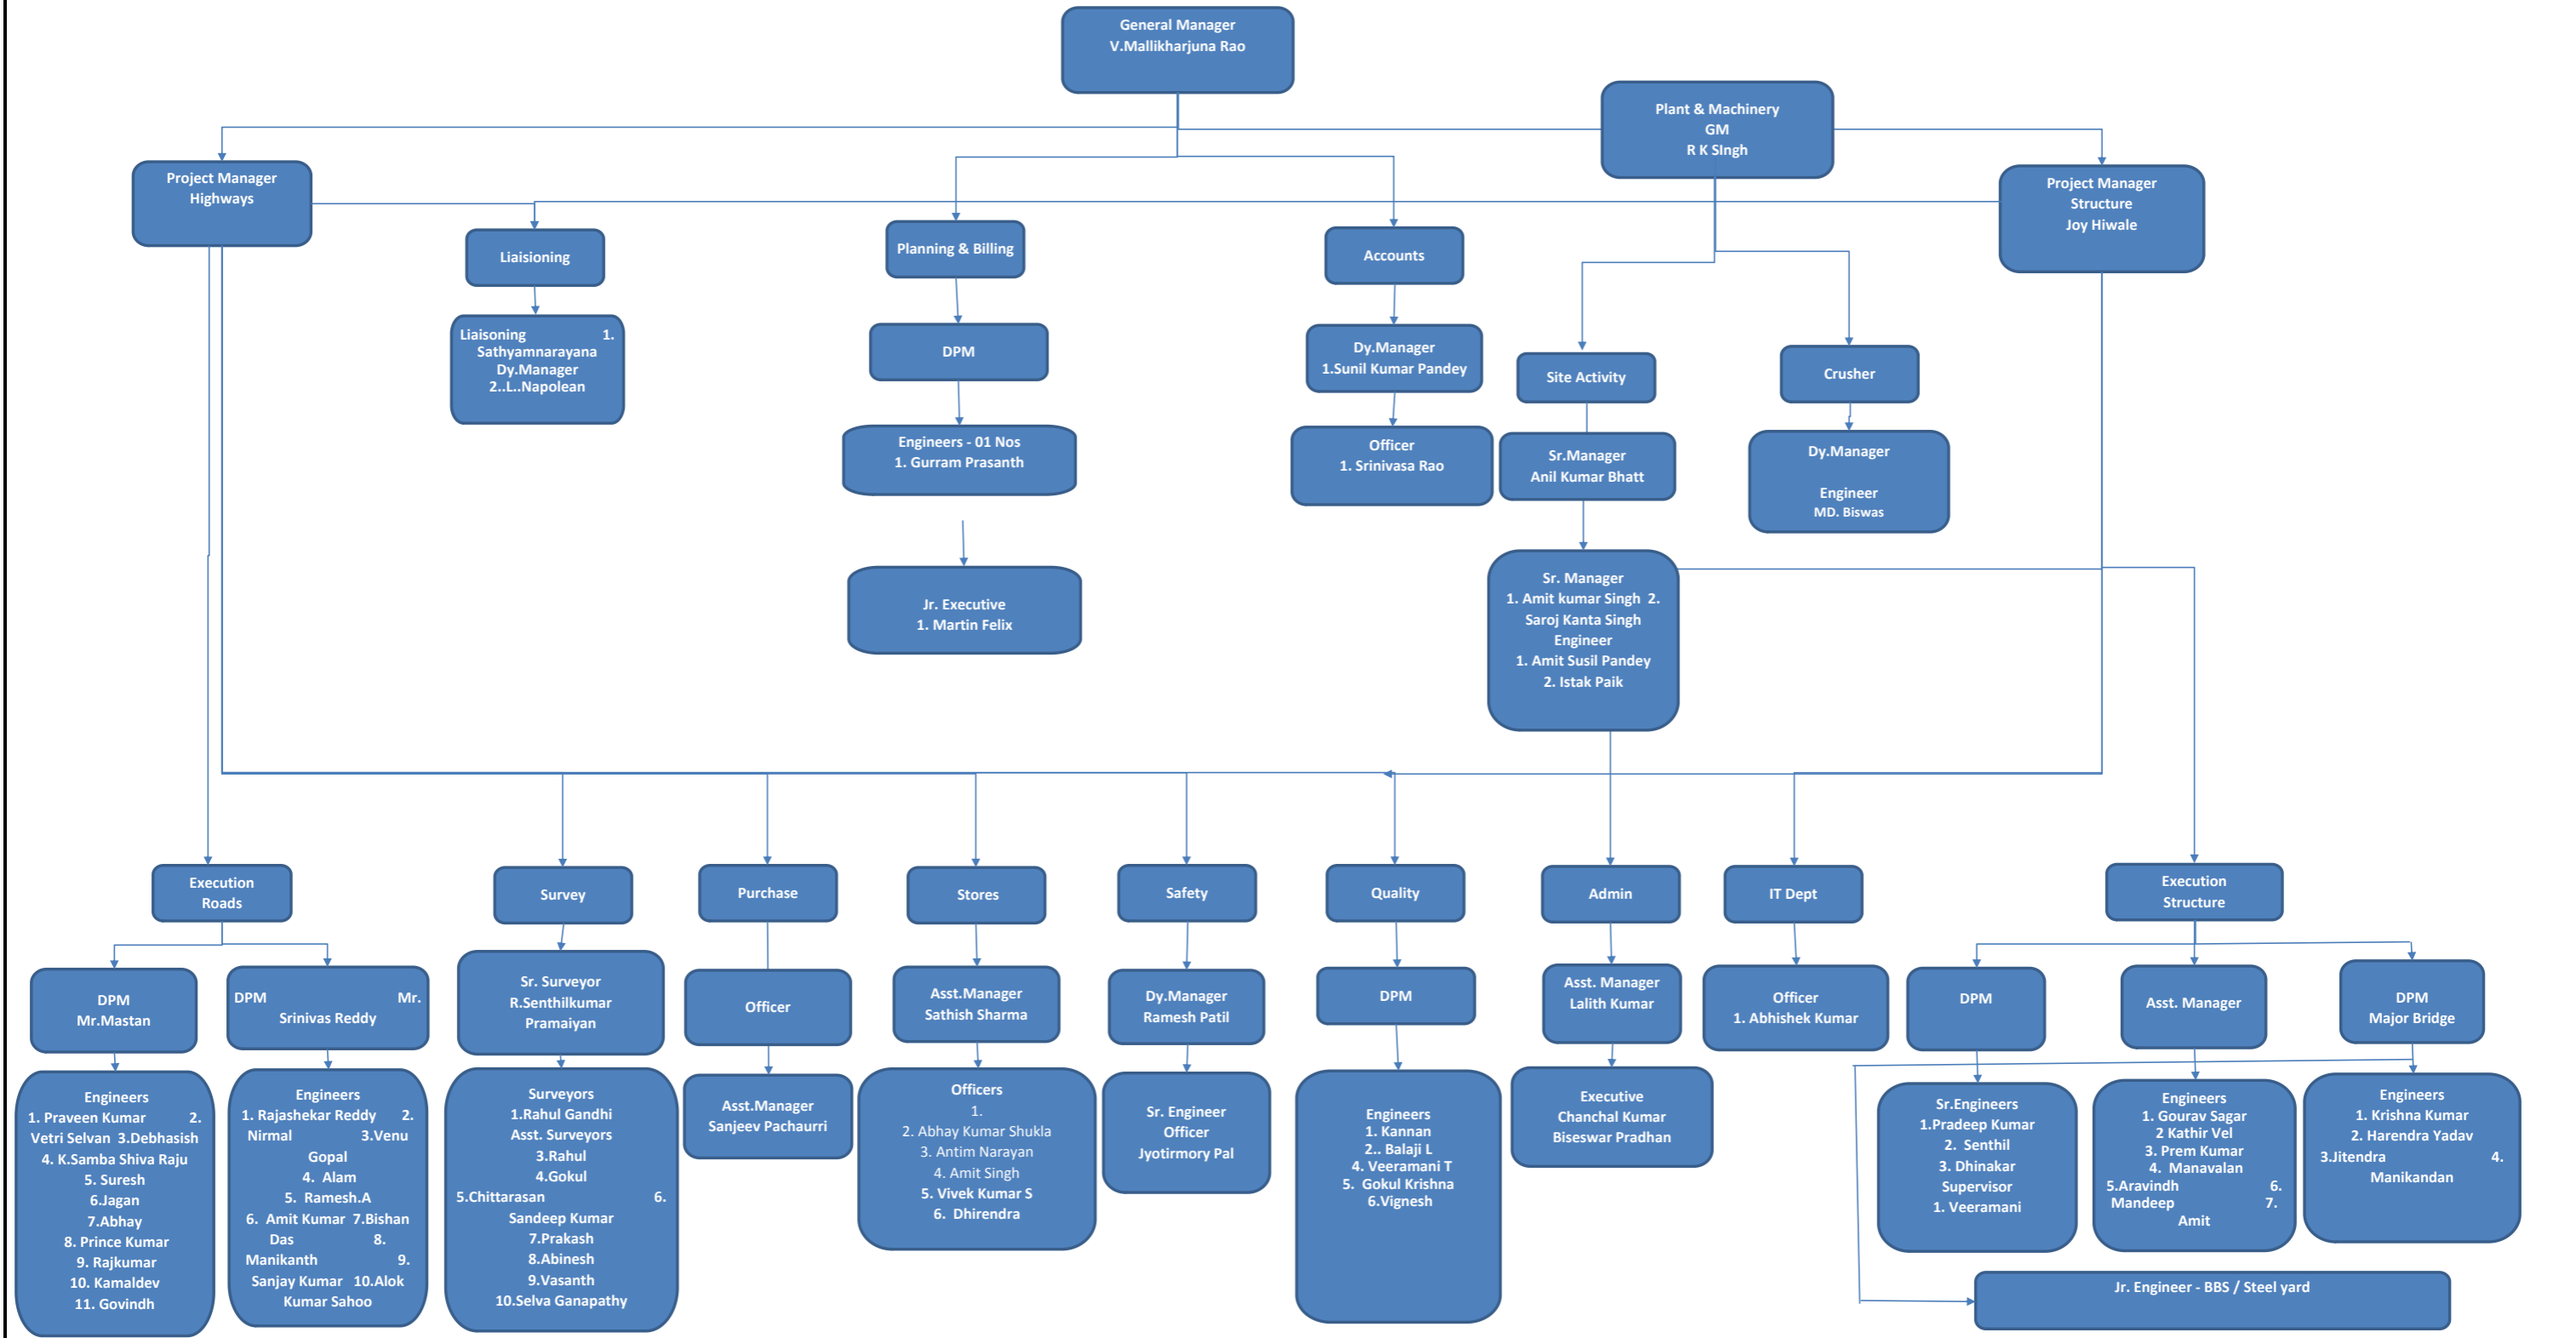 General Manager
V.Mallikharjuna Rao
Plant & Machinery
GM
R K SIngh
Project Manager
Highways
Project Manager
Structure
Joy Hiwale
Liaisioning
Planning & Billing
Accounts
Liaisoning 1.
Sathyamnarayana
Dy.Manager
2..L..Napolean
DPM
Dy.Manager
1.Sunil Kumar Pandey
Site Activity
Crusher
Engineers - 01 Nos
1. Gurram Prasanth
Officer
1. Srinivasa Rao
Sr.Manager
Anil Kumar Bhatt
Dy.Manager
Engineer
MD. Biswas
Jr. Executive
1. Martin Felix
Sr. Manager
1. Amit kumar Singh 2.
Saroj Kanta Singh
Engineer
1. Amit Susil Pandey
2. Istak Paik
Execution
Roads
Survey
Purchase
Stores
Safety
Quality
Admin
IT Dept
Execution
Structure
DPM
Mr.Mastan
DPM Mr.
Srinivas Reddy
Sr. Surveyor
R.Senthilkumar
Pramaiyan
Officer
Asst.Manager
Sathish Sharma
Dy.Manager
Ramesh Patil
DPM
Asst. Manager
Lalith Kumar
Officer
1. Abhishek Kumar
DPM
Asst. Manager
DPM
Major Bridge
Engineers
1. Praveen Kumar 2.
Vetri Selvan 3.Debhasish
4. K.Samba Shiva Raju
5. Suresh
6.Jagan
7.Abhay
8. Prince Kumar
9. Rajkumar
10. Kamaldev
11. Govindh
Engineers
1. Rajashekar Reddy 2.
Nirmal 3.Venu
Gopal
4. Alam
5. Ramesh.A
6. Amit Kumar 7.Bishan
Das 8.
Manikanth 9.
Sanjay Kumar 10.Alok
Kumar Sahoo
Surveyors
1.Rahul Gandhi
Asst. Surveyors
3.Rahul
4.Gokul
5.Chittarasan 6.
Sandeep Kumar
7.Prakash
8.Abinesh
9.Vasanth
10.Selva Ganapathy
Asst.Manager
Sanjeev Pachaurri
Officers
1.
2. Abhay Kumar Shukla
3. Antim Narayan
4. Amit Singh
5. Vivek Kumar S
6. Dhirendra
Sr. Engineer
Officer
Jyotirmory Pal
Engineers
1. Kannan
2.. Balaji L
4. Veeramani T
5. Gokul Krishna
6.Vignesh
Executive
Chanchal Kumar
Biseswar Pradhan
Sr.Engineers
1.Pradeep Kumar
2. Senthil
3. Dhinakar
Supervisor
1. Veeramani
Engineers
1. Gourav Sagar
2 Kathir Vel
3. Prem Kumar
4. Manavalan
5.Aravindh 6.
Mandeep 7.
Amit
Engineers
1. Krishna Kumar
2. Harendra Yadav
3.Jitendra 4.
Manikandan
Jr. Engineer - BBS / Steel yard